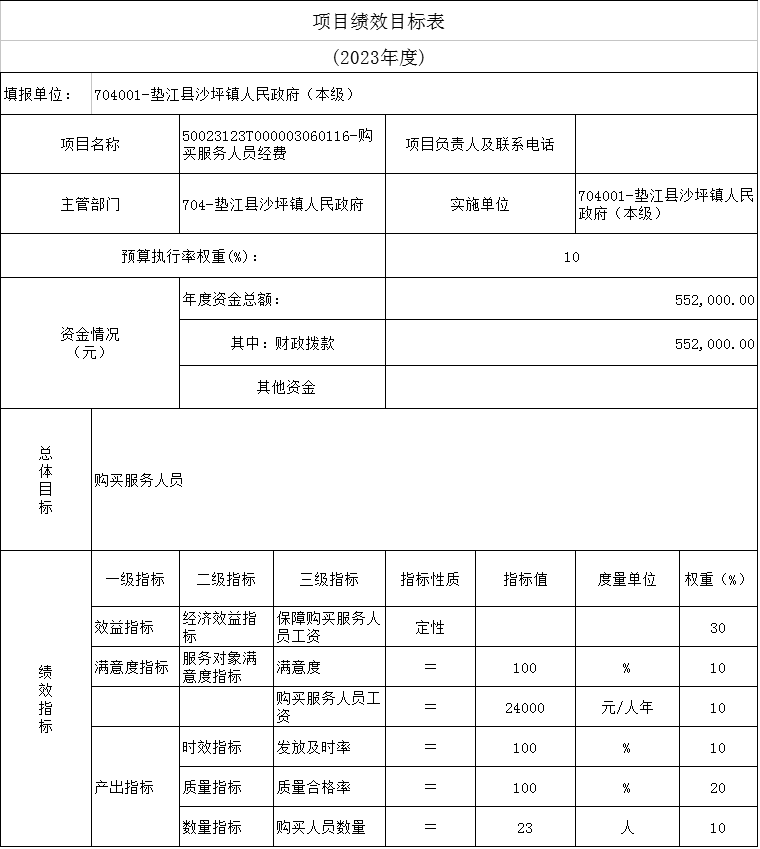 项目绩效目标表
(2023年度)
填报单位： 704001-垫江县沙坪镇人民政府（本级）
项目名称 50023123T000003060116-购买服务人员经费 项目负责人及联系电话
主管部门 704-垫江县沙坪镇人民政府 实施单位 704001-垫江县沙坪镇人民政府（本级）
预算执行率权重(%)： 10
资金情况
（元）
年度资金总额： 552,000.00
其中：财政拨款 552,000.00
其他资金
总体目标 购买服务人员
绩效指标
一级指标 二级指标 三级指标 指标性质 指标值 度量单位 权重（%）
效益指标 经济效益指标 保障购买服务人员工资 定性 30
满意度指标 服务对象满意度指标 满意度 ＝ 100 % 10
购买服务人员工资 ＝ 24000 元/人年 10
产出指标
时效指标 发放及时率 ＝ 100 % 10
质量指标 质量合格率 ＝ 100 % 20
数量指标 购买人员数量 ＝ 23 人 10